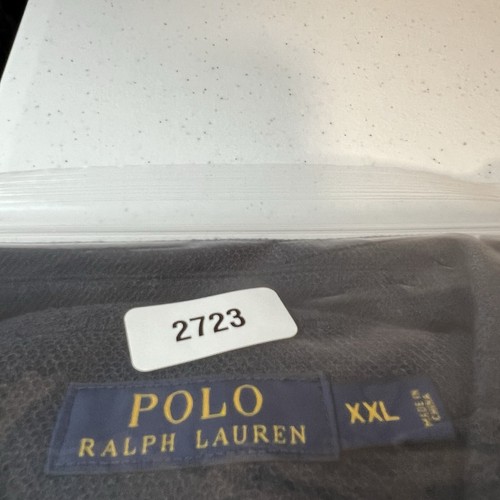 2723
POLO
RALPH LAUREN
XXL
MADE IN
CHINA